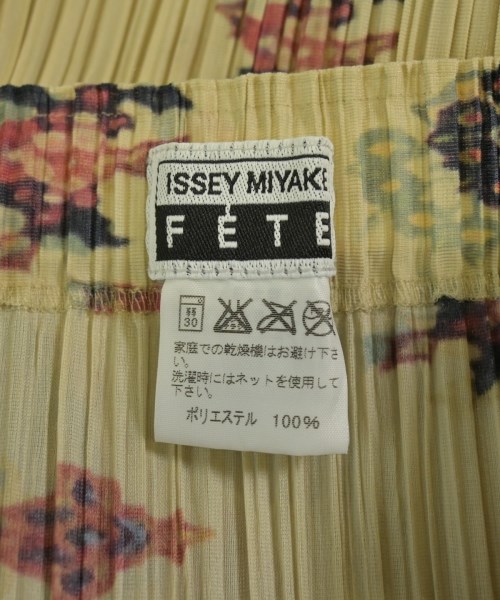 ISSEY MIYAKE
FÊTE
弱
30
家庭での乾燥機はお避け下さ
い。
洗濯時にはネットを使用して
下さい。
ポリエステル 100%